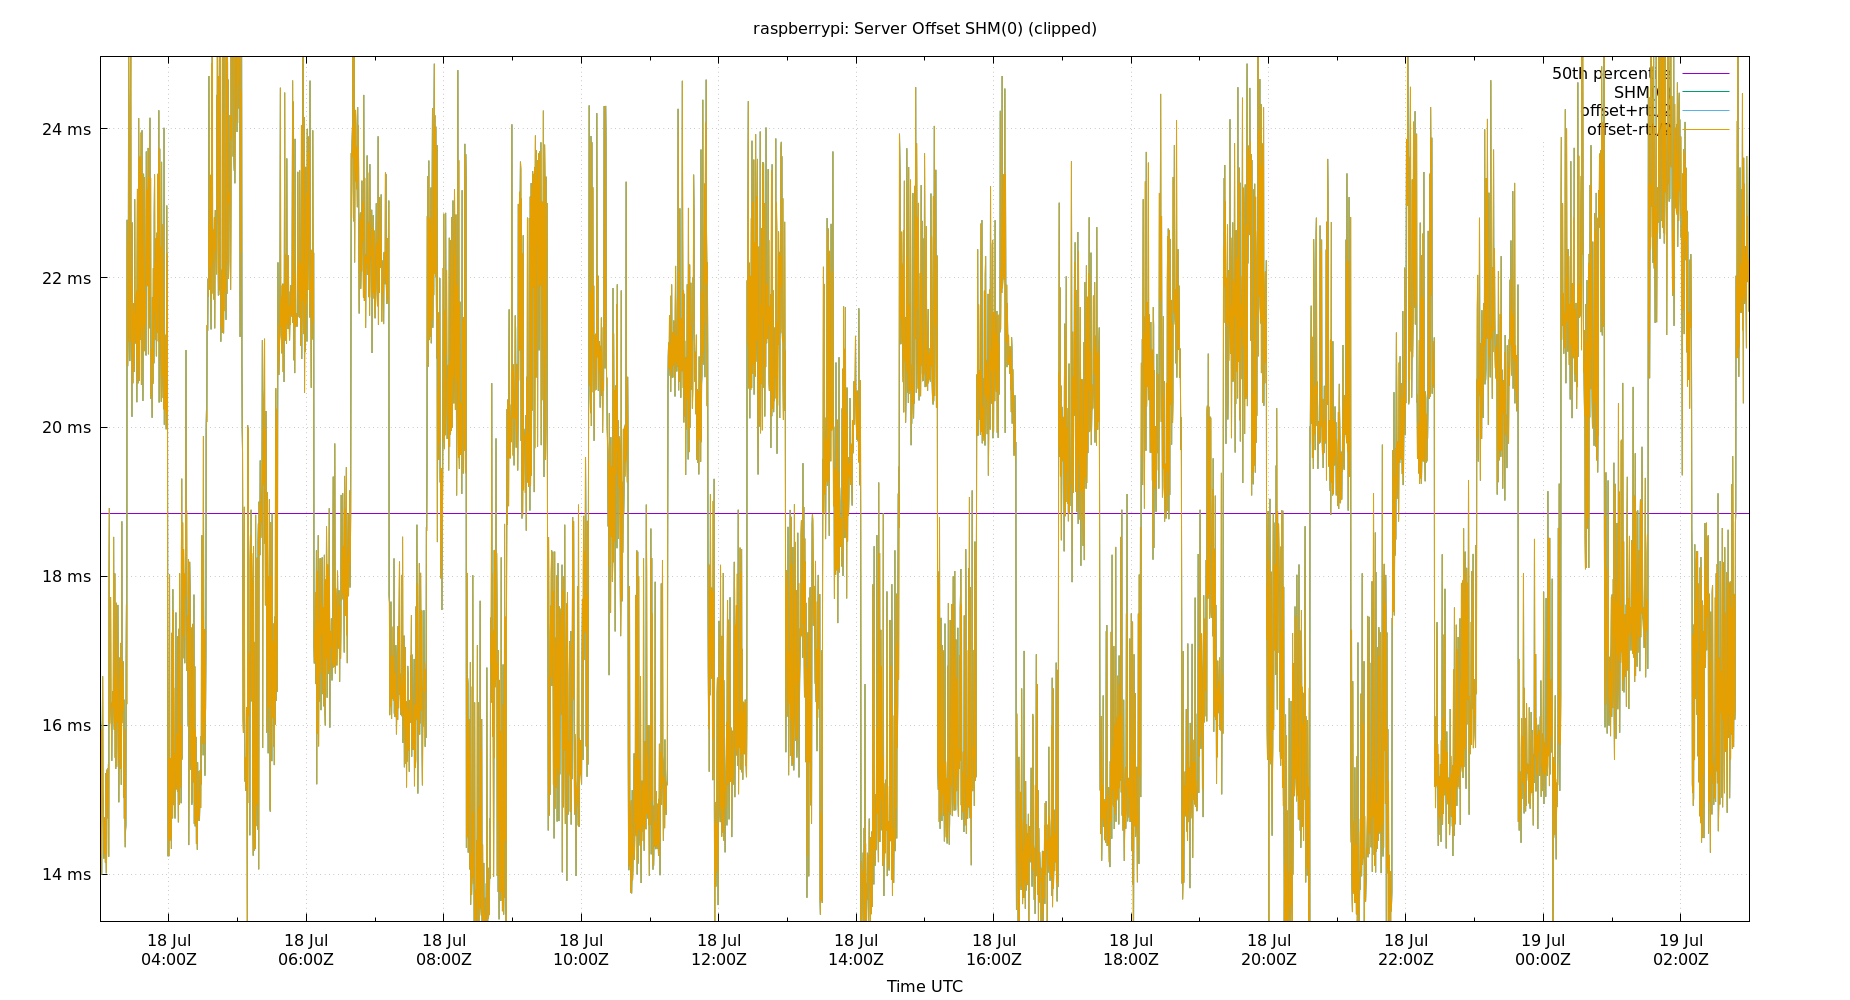 raspberrypi: Server Offset SHM(0) (clipped)
50th percent
SHM(
offset+rt
offset-rt
24 ms
22 ms
20 ms
18 ms
16 ms
14 ms
18 Jul 18 Jul 18 Jul 18 Jul 18 Jul 18 Jul 18 Jul 18 Jul 18 Jul 18 Jul 19 Jul 19 Jul
04:00Z 06:00Z 08:00Z 10:00Z 12:00Z 14:00Z 16:00Z 18:00Z 20:00Z 22:00Z 00:00Z 02:00Z
Time UTC